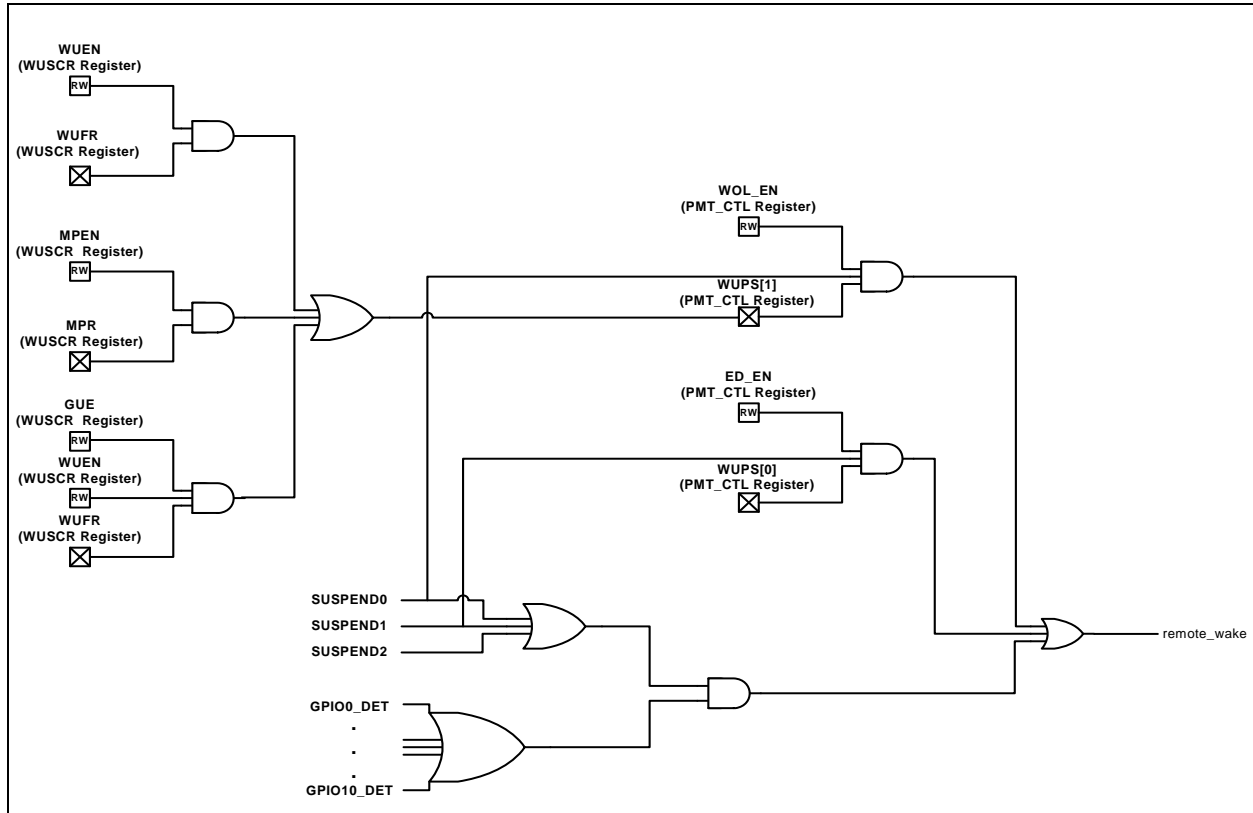 WUEN
(WUSCR Register)
RW
WUFR
(WUSCR Register)
MPEN
(WUSCR Register)
RW
MPR
(WUSCR Register)
GUE
(WUSCR Register)
RW
WUEN
(WUSCR Register)
RW
WUFR
(WUSCR Register)
WOL_EN
(PMT_CTL Register)
RW
WUPS[1]
(PMT_CTL Register)
ED_EN
(PMT_CTL Register)
RW
WUPS[0]
(PMT_CTL Register)
SUSPEND0
SUSPEND1
SUSPEND2
GPIO0_DET
.
.
.
GPIO10_DET
remote_wake